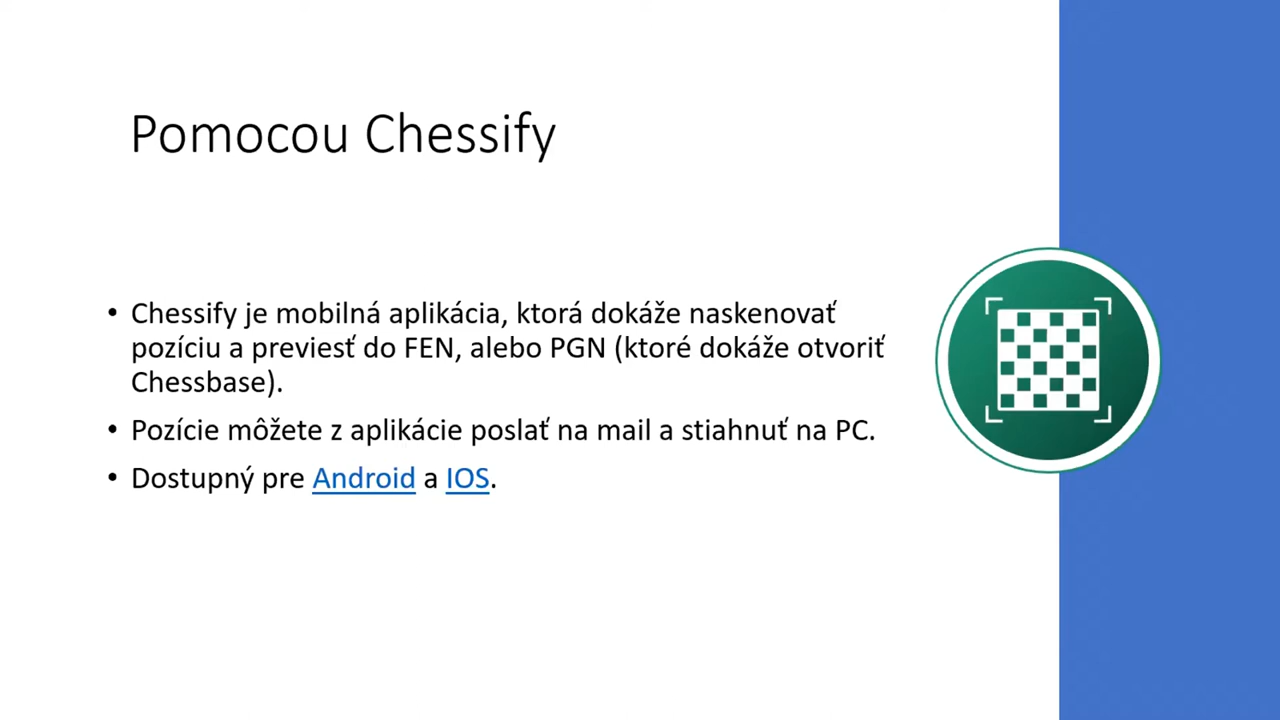 Pomocou Chessify
• Chessify je mobilná aplikácia, ktorá dokáže naskenovať
pozíciu a previesť do FEN, alebo PGN (ktoré dokáže otvoriť
Chessbase).
• Pozície môžete z aplikácie poslať na mail a stiahnuť na PC.
• Dostupný pre Android a IOS.